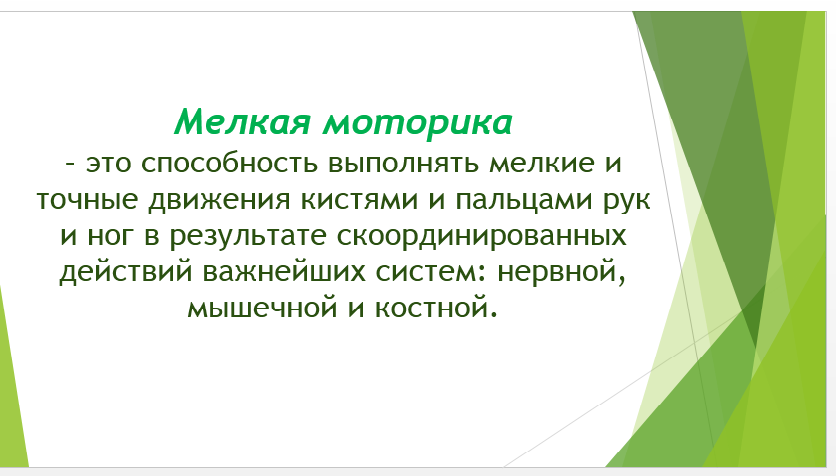 Мелкая моторика
– это способность выполнять мелкие и
точные движения кистями и пальцами рук
и ног в результате скоординированных
действий важнейших систем: нервной,
мышечной и костной.